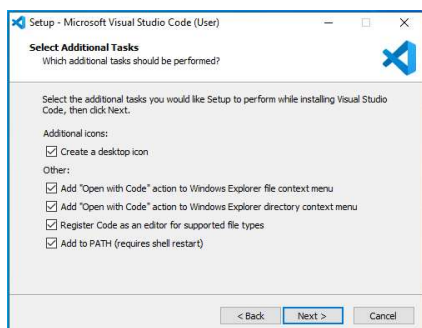 Setup - Microsoft Visual Studio Code (User)
Select Additional Tasks
Which additional tasks should be performed?
Select the additional tasks you would like Setup to perform while installing Visual Studio
Code, then click Next.
Additional icons:
Create a desktop icon
Other:
Add "Open with Code" action to Windows Explorer file context menu
Add "Open with Code" action to Windows Explorer directory context menu
Register Code as an editor for supported file types
Add to PATH (requires shell restart)
< Back Next > Cancel